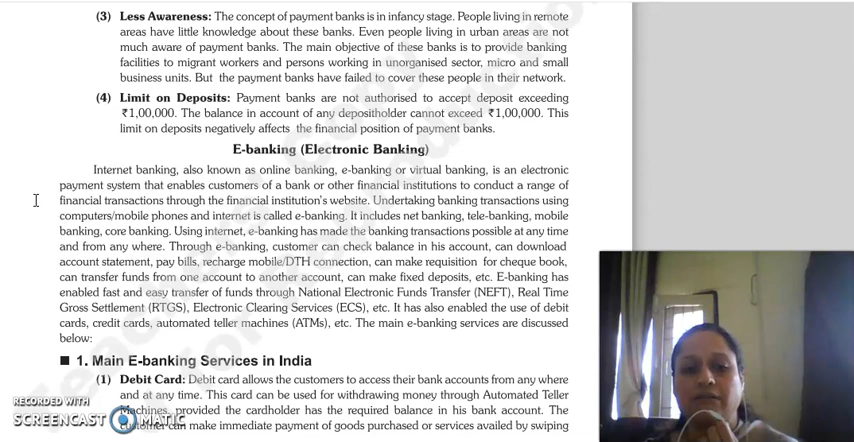 (3) Less Awareness: The concept of payment banks is in infancy stage. People living in remote
areas have little knowledge about these banks. Even people living in urban areas are not
much aware of payment banks. The main objective of these banks is to provide banking
facilities to migrant workers and persons working in unorganised sector, micro and small
business units. But the payment banks have failed to cover these people in their network.
(4) Limit on Deposits: Payment banks are not authorised to accept deposit exceeding
₹1,00,000. The balance in account of any depositholder cannot exceed ₹1,00,000. This
limit on deposits negatively affects the financial position of payment banks.
E-banking (Electronic Banking)
Internet banking, also known as online banking, e-banking or virtual banking, is an electronic
payment system that enables customers of a bank or other financial institutions to conduct a range of
financial transactions through the financial institution's website. Undertaking banking transactions using
computers/mobile phones and internet is called e-banking. It includes net banking, tele-banking, mobile
banking, core banking. Using internet, e-banking has made the banking transactions possible at any time
and from any where. Through e-banking, customer can check balance in his account, can download
account statement, pay bills, recharge mobile/DTH connection, can make requisition for cheque book,
can transfer funds from one account to another account, can make fixed deposits, etc. E-banking has
enabled fast and easy transfer of funds through National Electronic Funds Transfer (NEFT), Real Time
Gross Settlement (RTGS), Electronic Clearing Services (ECS), etc. It has also enabled the use of debit
cards, credit cards, automated teller machines (ATMs), etc. The main e-banking services are discussed
below:
■ 1. Main E-banking Services in India
(1) Debit Card: Debit card allows the customers to access their bank accounts from any where
and at any time. This card can be used for withdrawing money through Automated Teller
Machines, provided the cardholder has the required balance in his bank account. The
customer can make immediate payment of goods purchased or services availed by swiping
RECORDED WITH
SCREENCAST MATIC